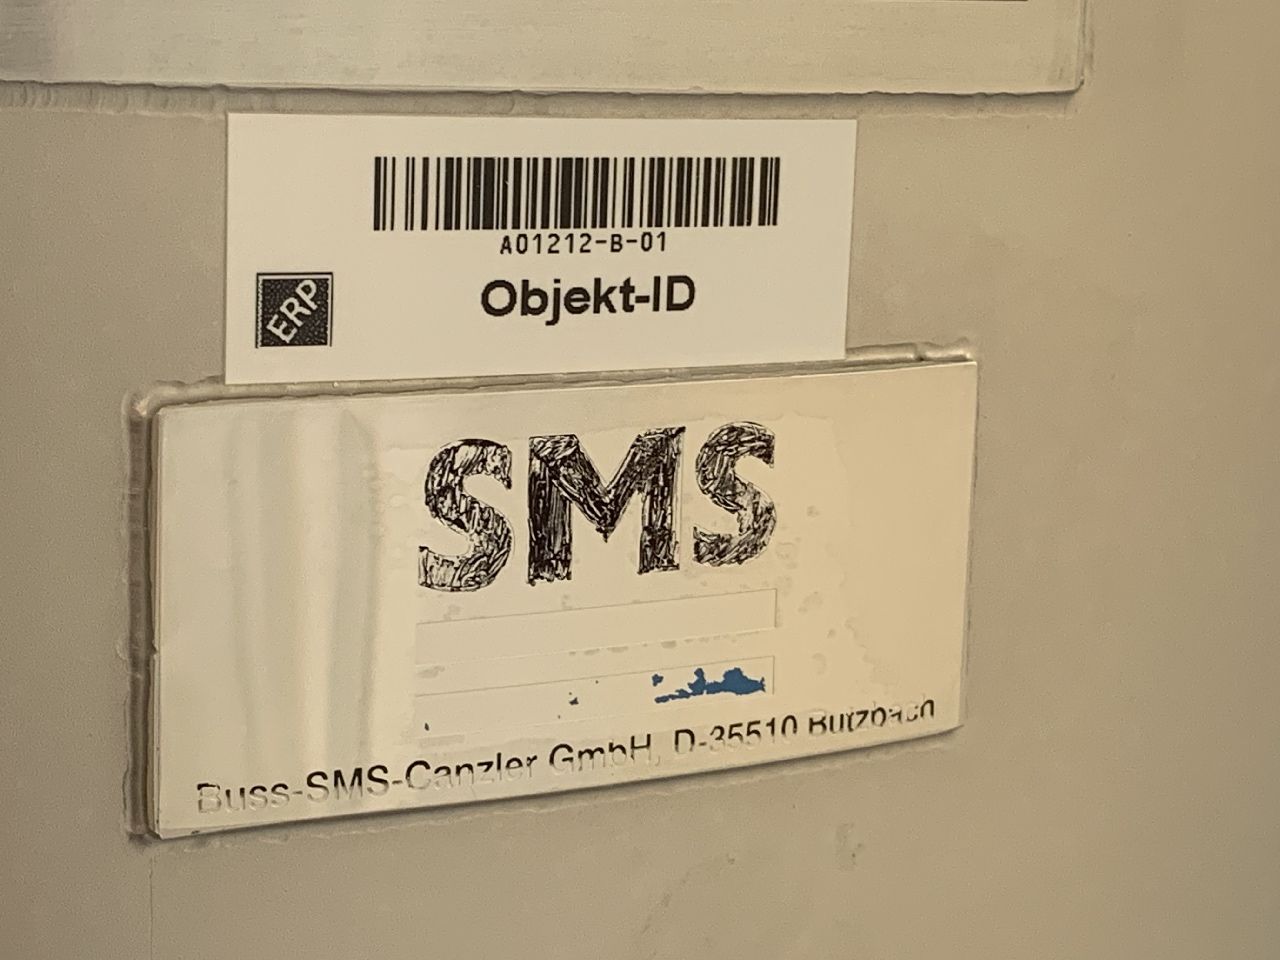 A01212-B-01
ERP
Objekt-ID
SMS
Buss-SMS-Canzler GmbH, D-35510 Butzbach